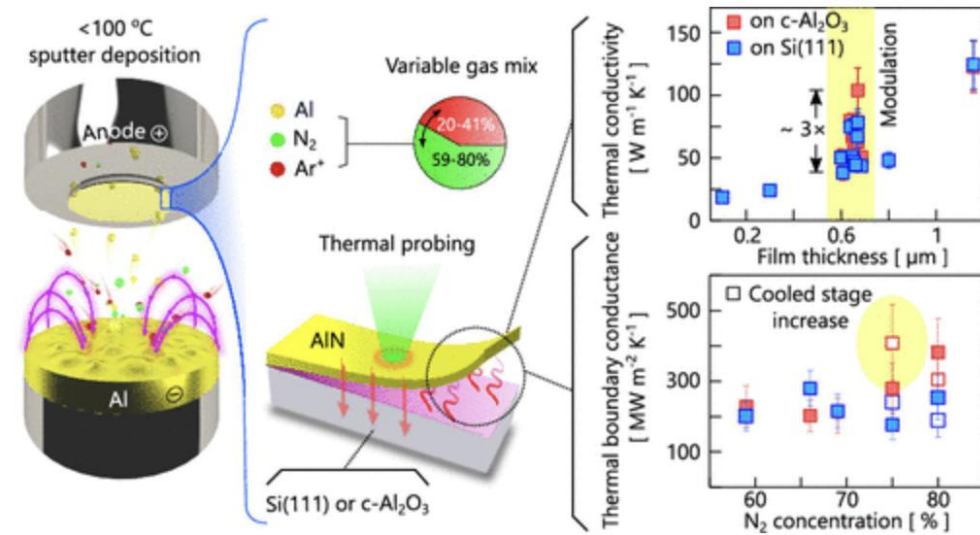 <100 °C
sputter deposition
Anode ⊕
Al ⊖
Variable gas mix
Al
N₂
Ar⁺
20-41%
59-80%
Thermal probing
AlN
Si(111) or c-Al₂O₃
Thermal conductivity
[ W m⁻¹ K⁻¹ ]
150
100
50
0
on c-Al₂O₃
on Si(111)
~ 3×
Modulation
0.2 0.6 1
Film thickness [ µm ]
Thermal boundary conductance
[ MW m⁻² K⁻¹ ]
500
300
100
Cooled stage
increase
60 70 80
N₂ concentration [ % ]